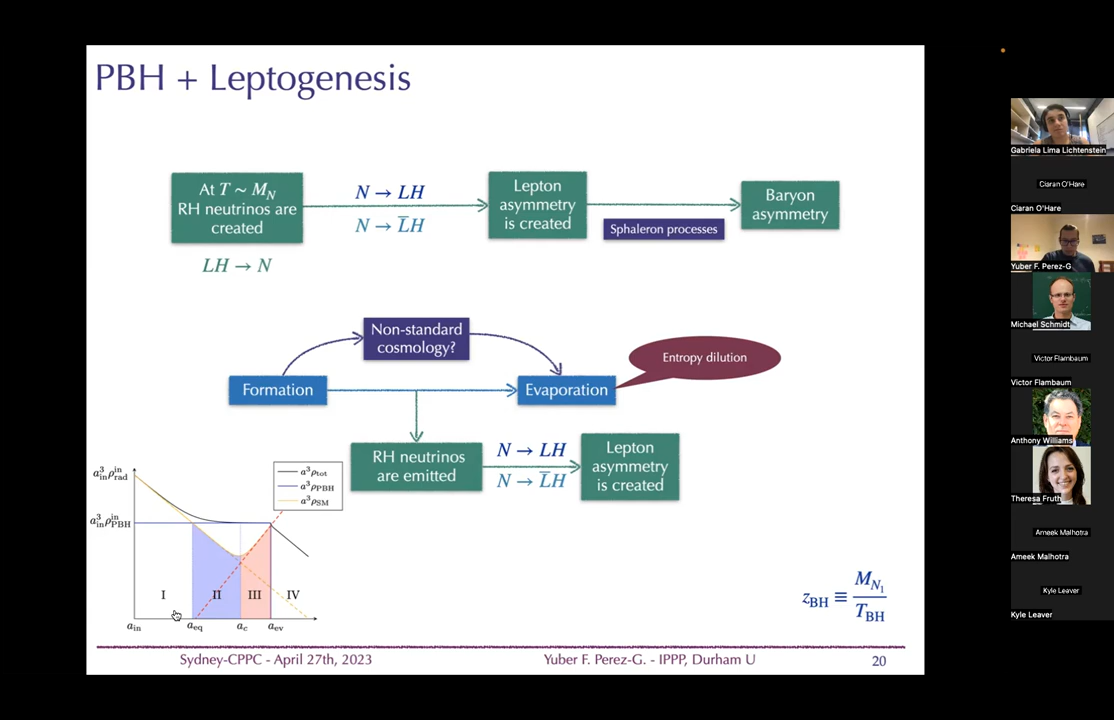 PBH + Leptogenesis
At T ~ M_N
RH neutrinos are
created
LH → N
N → LH
N → L̅H
Lepton
asymmetry
is created
Sphaleron processes
Baryon
asymmetry
Non-standard
cosmology?
Formation
Evaporation
Entropy dilution
RH neutrinos
are emitted
N → LH
N → L̅H
Lepton
asymmetry
is created
a³_in ρ^in_rad
a³_in ρ^in_PBH
a³ρ_tot
a³ρ_PBH
a³ρ_SM
I II III IV
a_in a_eq a_c a_ev
z_BH ≡ M_N₁ / T_BH
Sydney-CPPC - April 27th, 2023
Yuber F. Perez-G. - IPPP, Durham U
20
Gabriela Lima Lichtenstein
Ciaran O'Hare
Ciaran O'Hare
Yuber F. Perez-G.
Michael Schmidt
Victor Flambaum
Victor Flambaum
Anthony Williams
Theresa Fruth
Ameek Malhotra
Ameek Malhotra
Kyle Leaver
Kyle Leaver